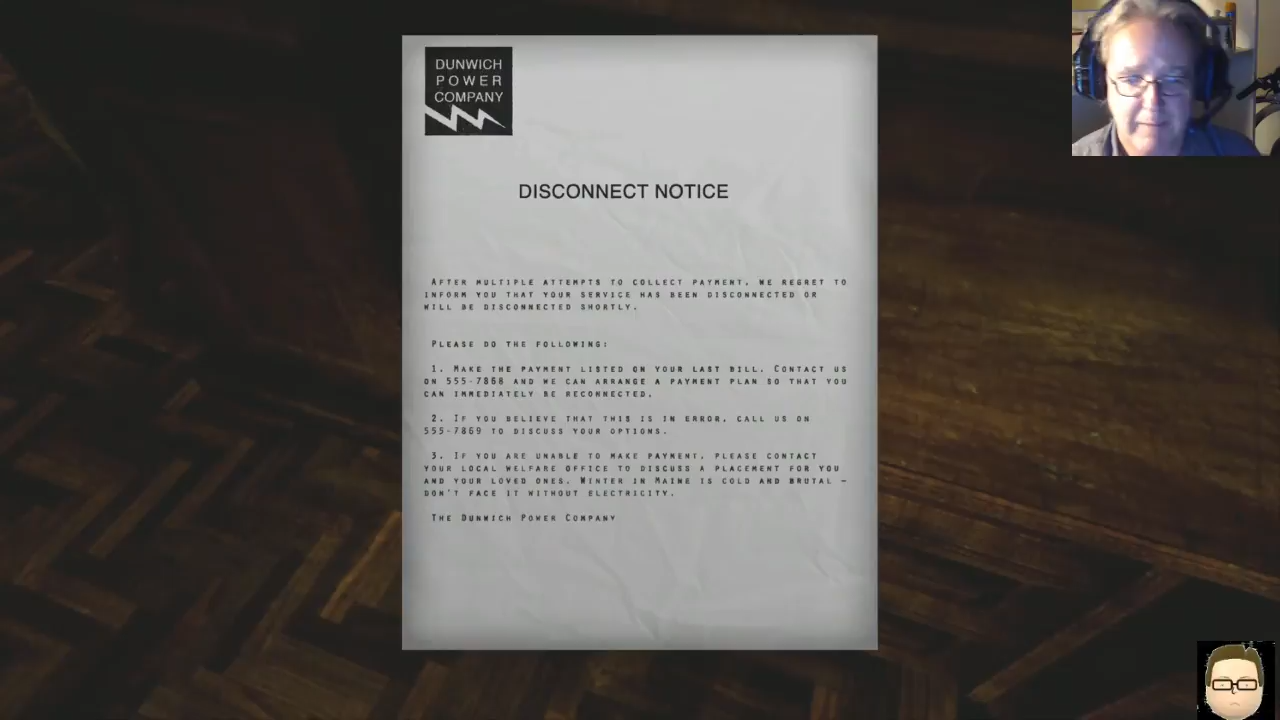 DUNWICH
POWER
COMPANY
DISCONNECT NOTICE
After multiple attempts to collect payment, we regret to
inform you that your service has been disconnected or
will be disconnected shortly.
Please do the following:
1. Make the payment listed on your last bill. Contact us
on 555-7868 and we can arrange a payment plan so that you
can immediately be reconnected.
2. If you believe that this is in error, call us on
555-7869 to discuss your options.
3. If you are unable to make payment, please contact
your local welfare office to discuss a placement for you
and your loved ones. Winter in Maine is cold and brutal –
don't face it without electricity.
The Dunwich Power Company